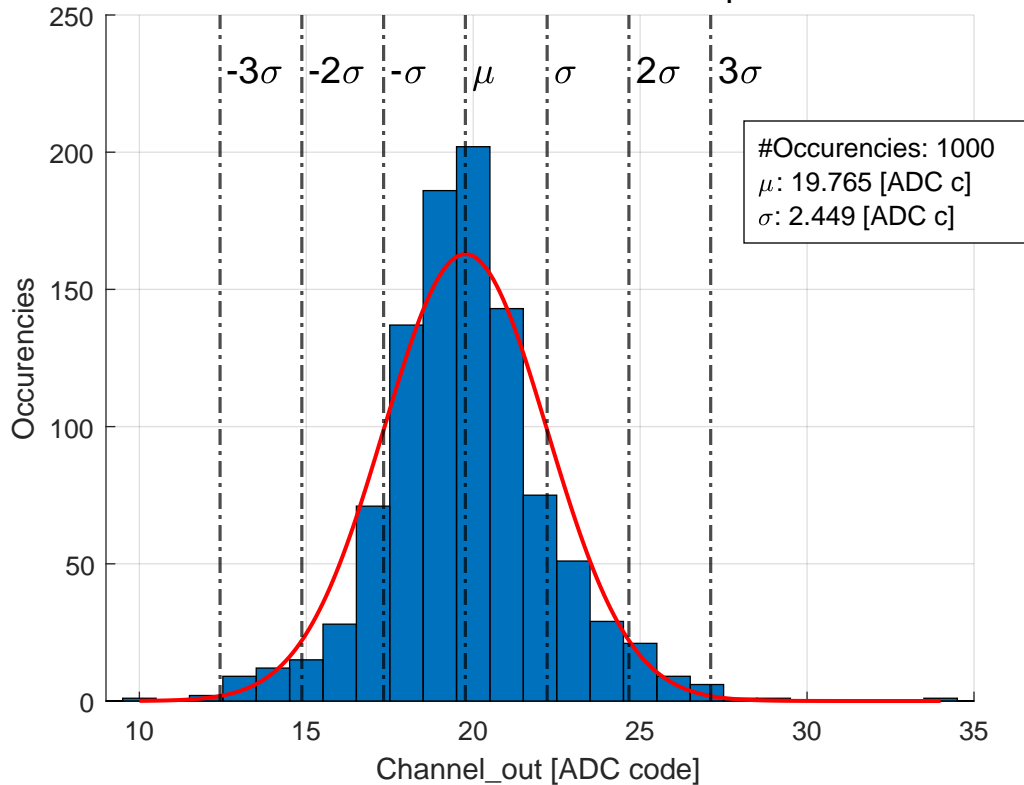 250
200
150
100
50
0
-3σ -2σ -σ μ σ 2σ 3σ
#Occurencies: 1000
μ: 19.765 [ADC c]
σ: 2.449 [ADC c]
Occurencies
10 15 20 25 30 35
Channel_out [ADC code]